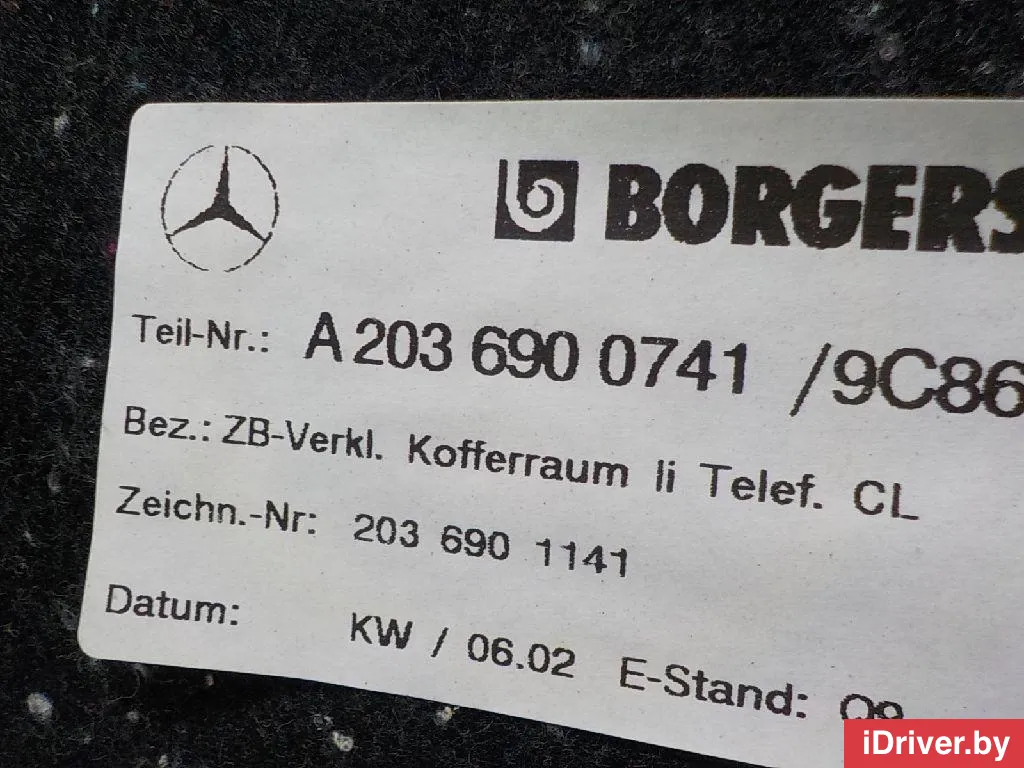 BORGERS
Teil-Nr.: A 203 690 0741 /9C86
Bez.: ZB-Verkl. Kofferraum li Telef. CL
Zeichn.-Nr: 203 690 1141
Datum: KW / 06.02 E-Stand:
iDriver.by